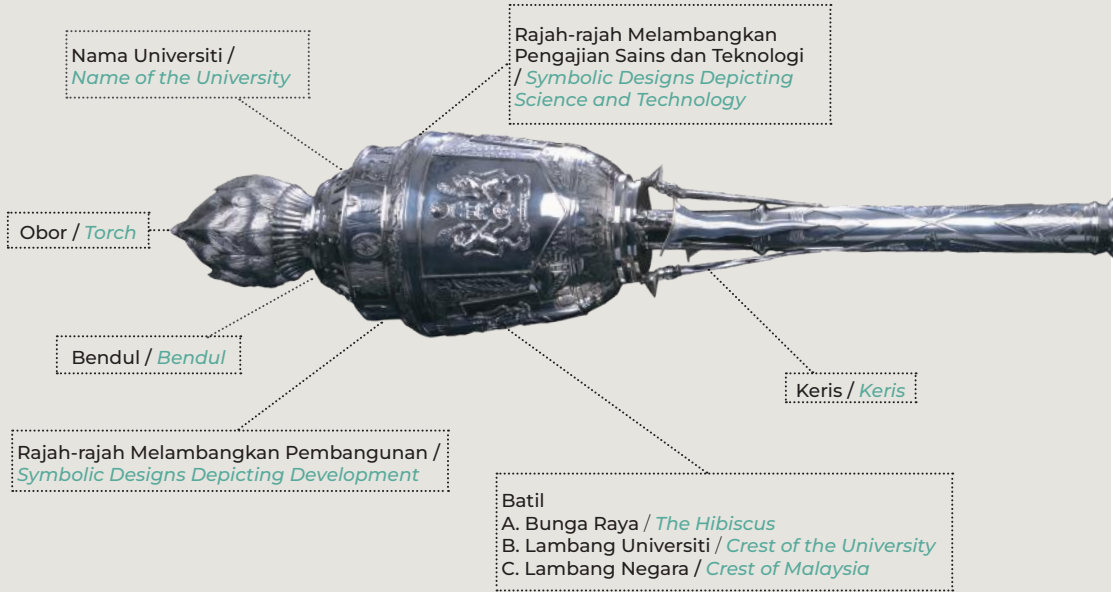 Nama Universiti /
Name of the University
Rajah-rajah Melambangkan
Pengajian Sains dan Teknologi
/ Symbolic Designs Depicting
Science and Technology
Obor / Torch
Bendul / Bendul
Keris / Keris
Rajah-rajah Melambangkan Pembangunan /
Symbolic Designs Depicting Development
Batil
A. Bunga Raya / The Hibiscus
B. Lambang Universiti / Crest of the University
C. Lambang Negara / Crest of Malaysia